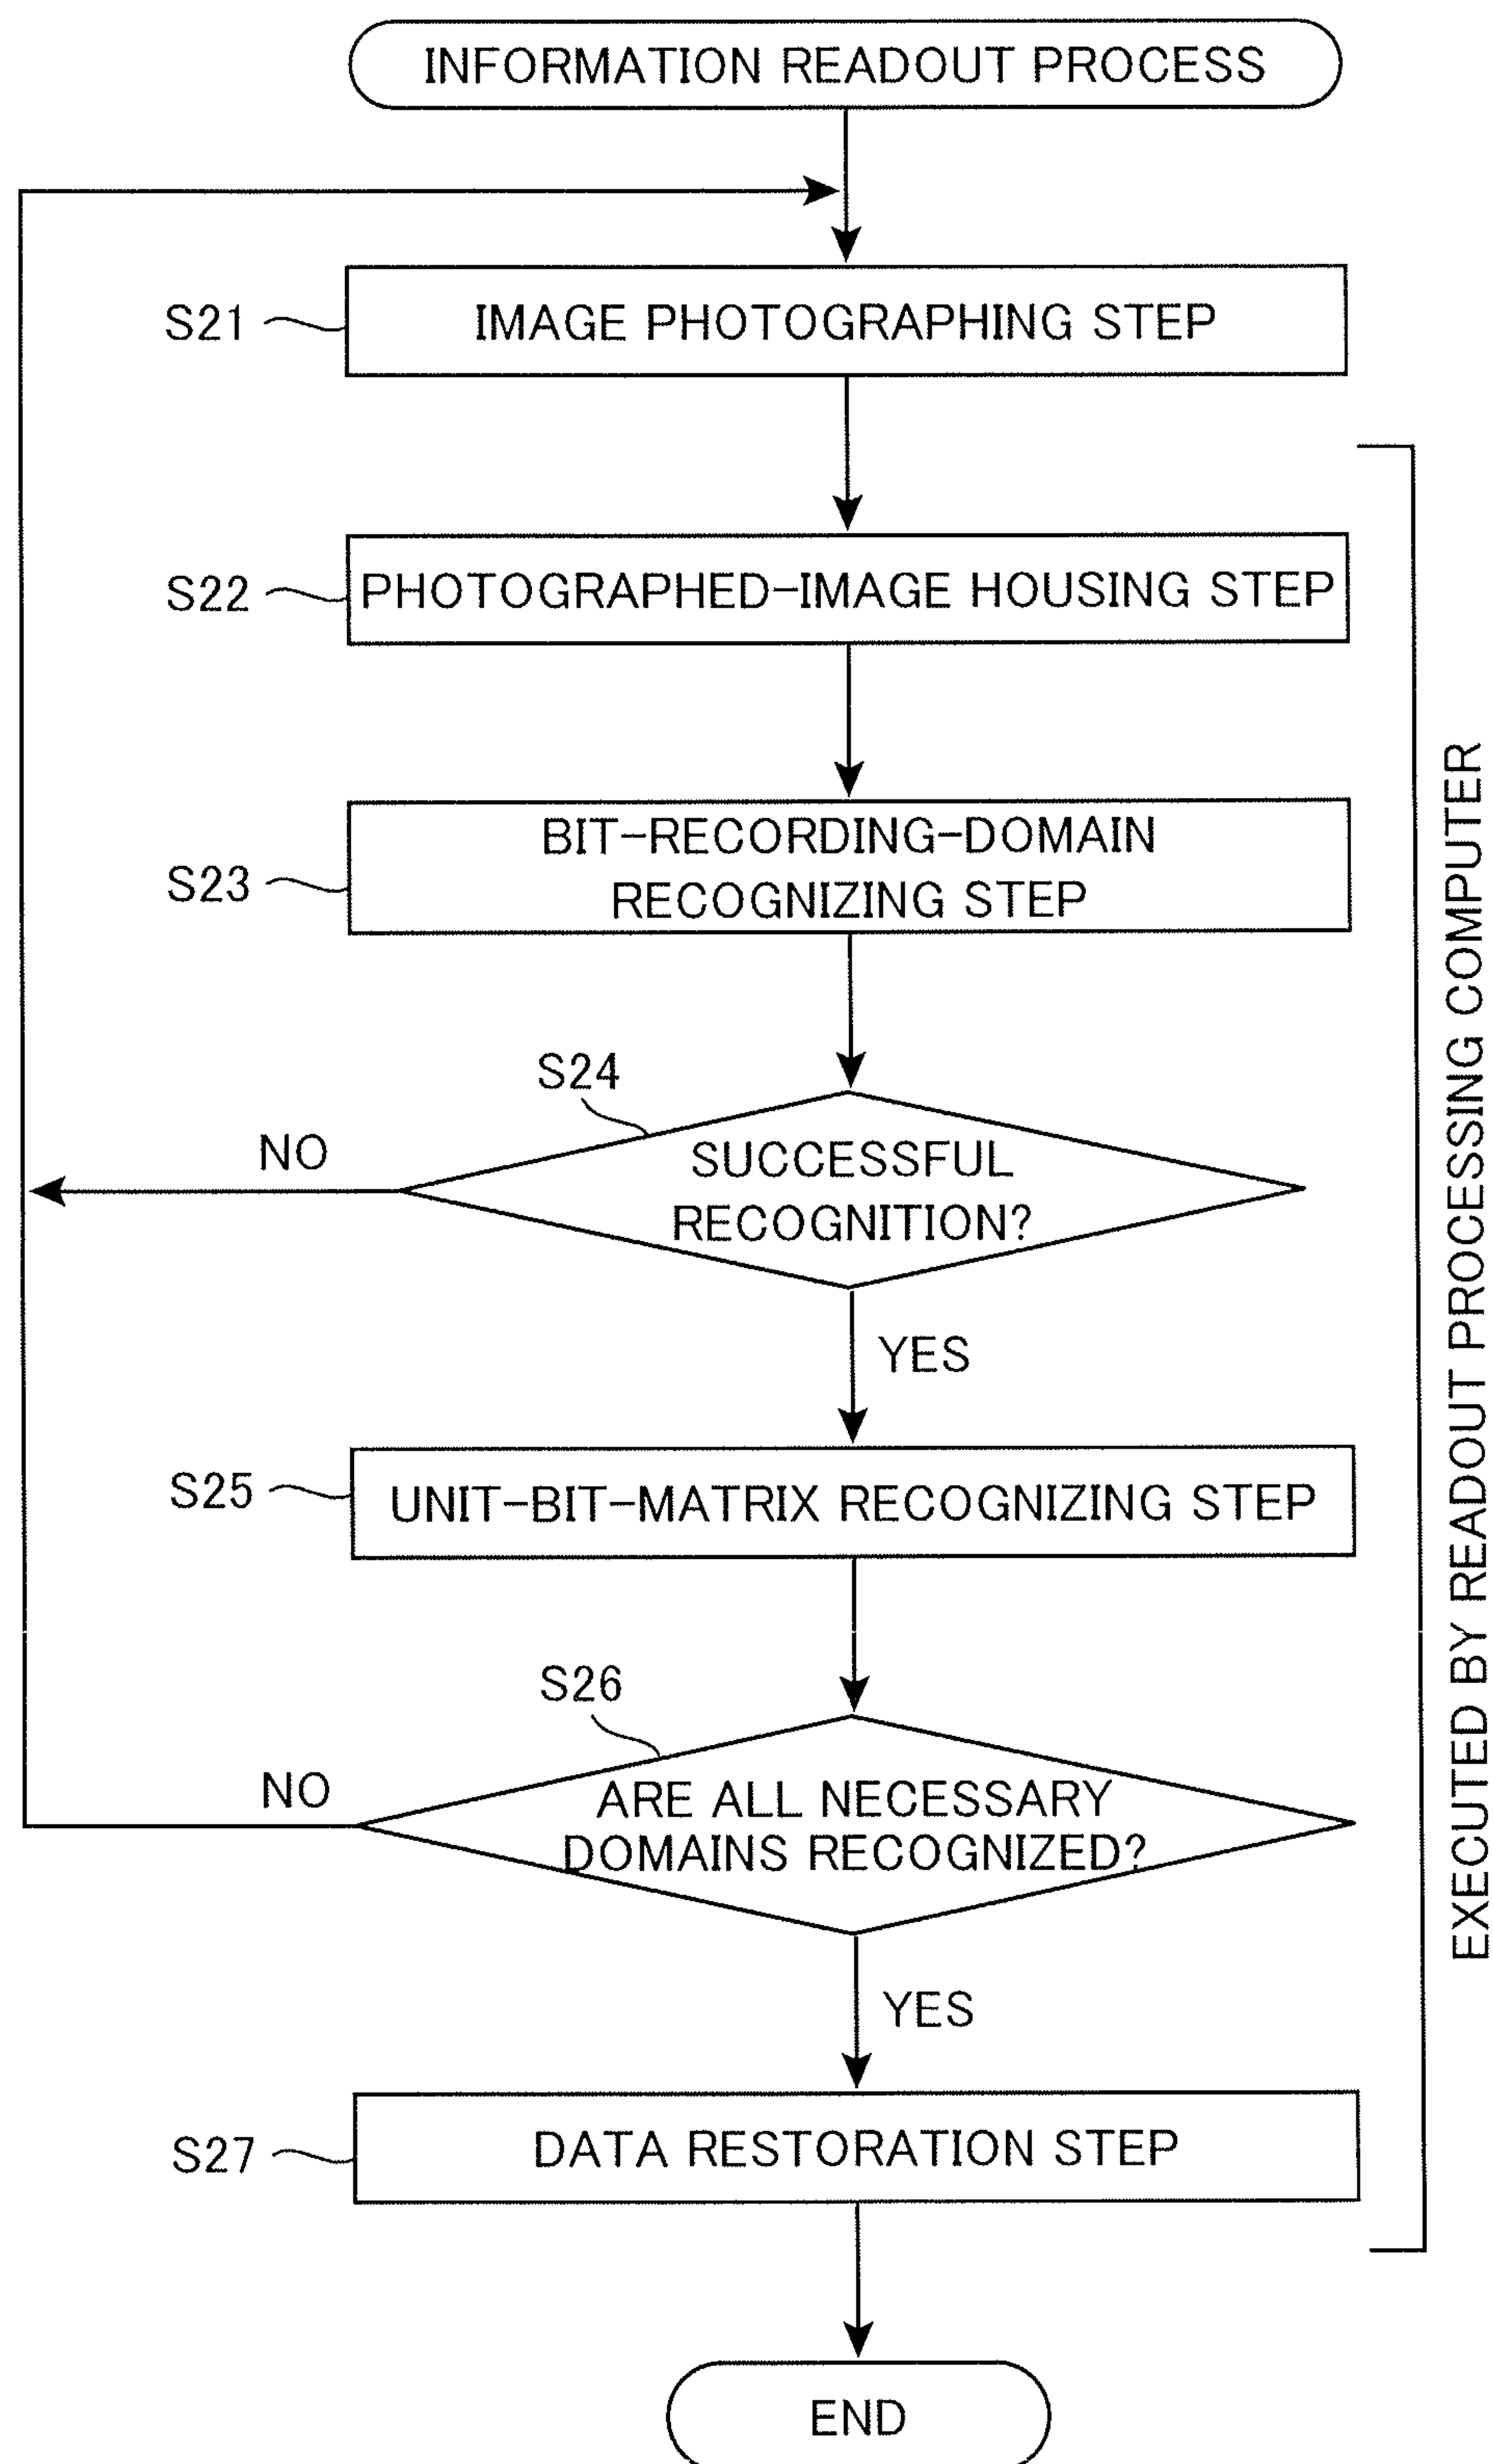 INFORMATION READOUT PROCESS
S21
IMAGE PHOTOGRAPHING STEP
S22
PHOTOGRAPHED-IMAGE HOUSING STEP
S23
BIT-RECORDING-DOMAIN
RECOGNIZING STEP
S24
NO
SUCCESSFUL
RECOGNITION?
YES
S25
UNIT-BIT-MATRIX RECOGNIZING STEP
S26
NO
ARE ALL NECESSARY
DOMAINS RECOGNIZED?
YES
S27
DATA RESTORATION STEP
END
EXECUTED BY READOUT PROCESSING COMPUTER